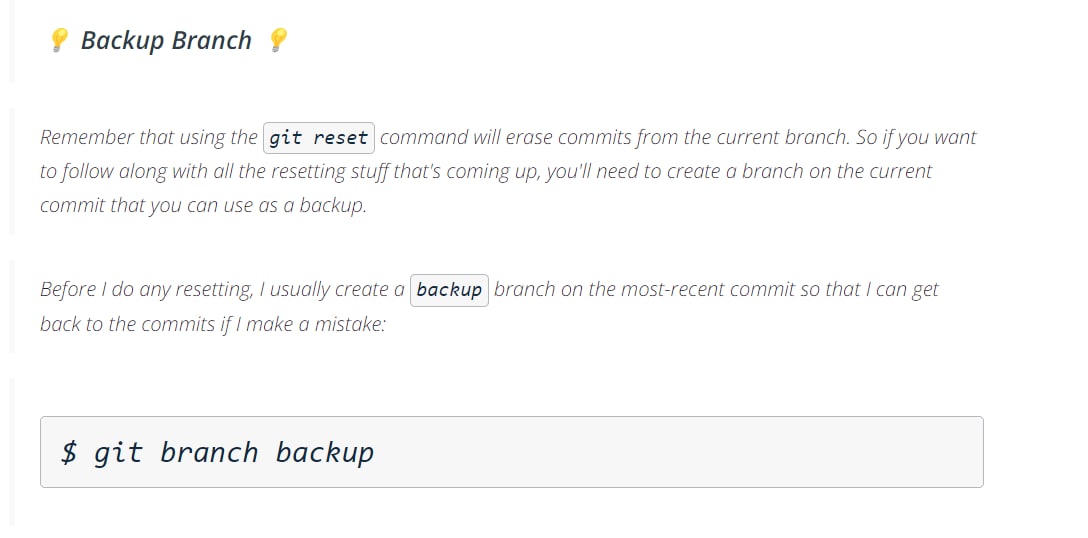 💡 Backup Branch 💡
Remember that using the git reset command will erase commits from the current branch. So if you want
to follow along with all the resetting stuff that's coming up, you'll need to create a branch on the current
commit that you can use as a backup.
Before I do any resetting, I usually create a backup branch on the most-recent commit so that I can get
back to the commits if I make a mistake:
$ git branch backup